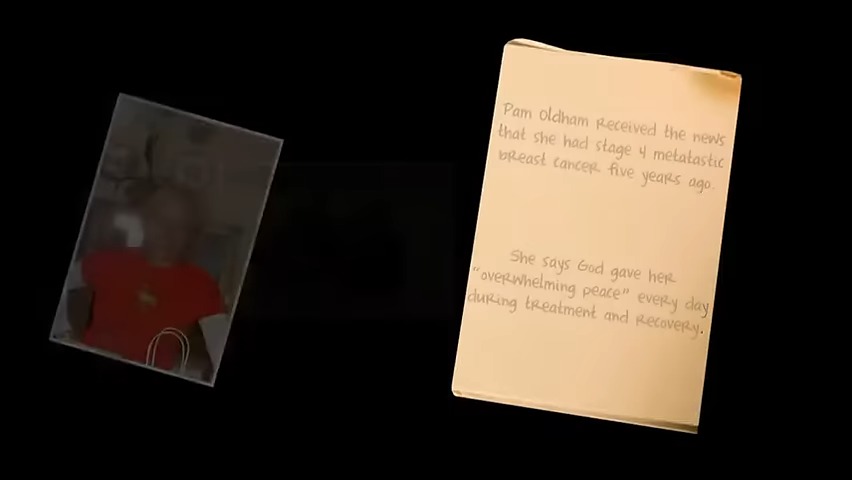 Pam Oldham received the news
that she had stage 4 metatastic
breast cancer five years ago.
She says God gave her
"overwhelming peace" every day
during treatment and recovery.